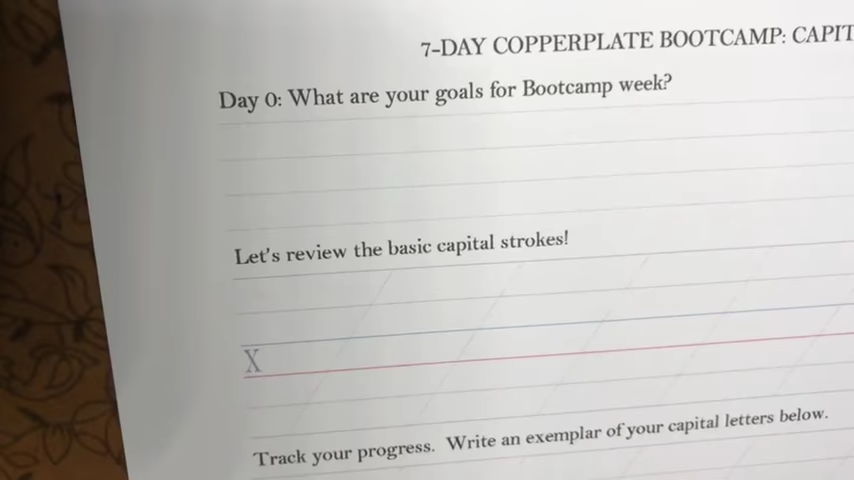 7-DAY COPPERPLATE BOOTCAMP: CAPIT
Day 0: What are your goals for Bootcamp week?
Let's review the basic capital strokes!
X
Track your progress. Write an exemplar of your capital letters below.